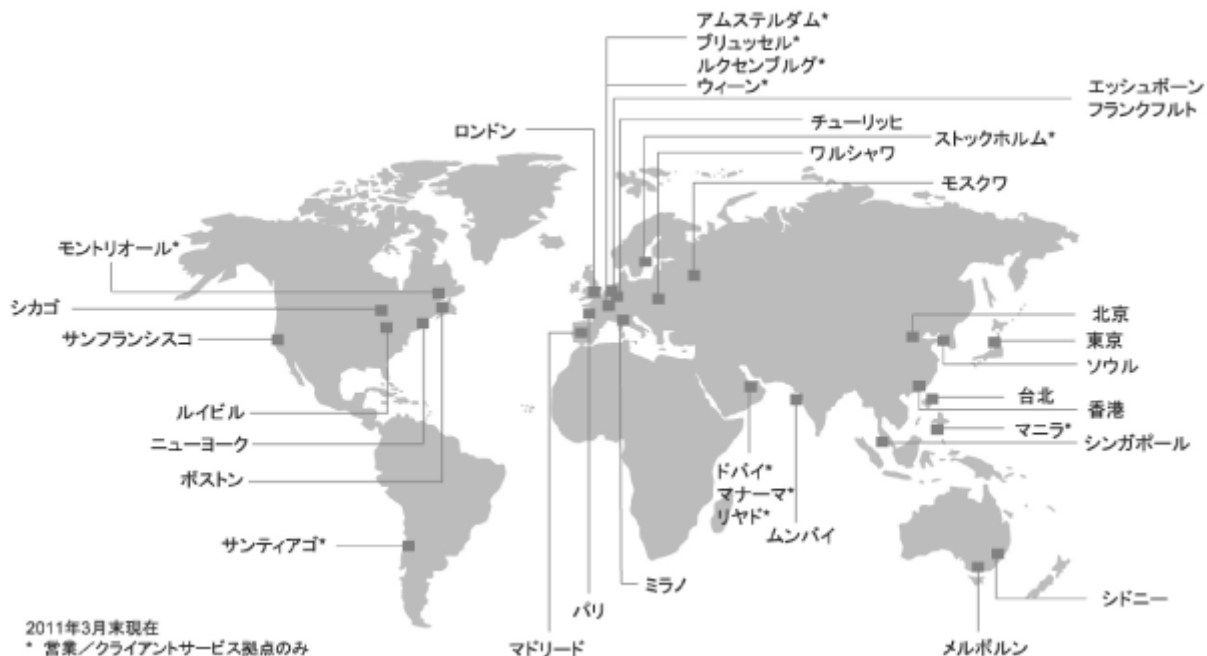 アムステルダム*
ブリュッセル*
ルクセンブルグ*
ウィーン*
エッシュボーン
フランクフルト
チューリッヒ
ロンドン
ストックホルム*
ワルシャワ
モスクワ
モントリオール*
シカゴ
サンフランシスコ
北京
東京
ソウル
ルイビル
台北
香港
ニューヨーク
マニラ*
シンガポール
ボストン
ドバイ*
マナーマ*
リヤド*
ムンバイ
サンティアゴ*
ミラノ
パリ
シドニー
2011年3月末現在
* 営業/クライアントサービス拠点のみ
マドリード
メルボルン